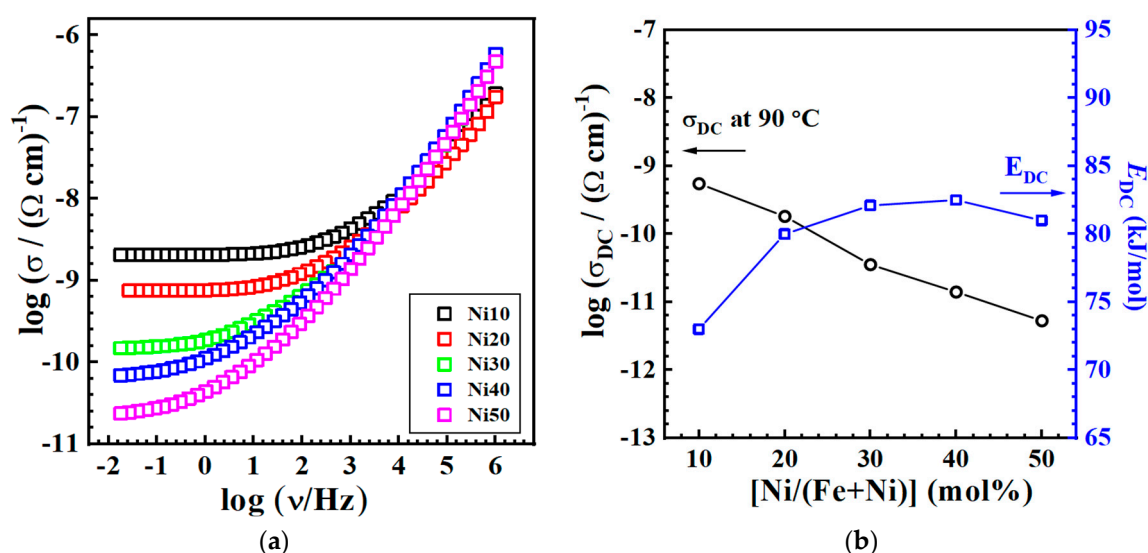 -6
-7
-8
-9
-10
-11
log (σ / (Ω cm)⁻¹
Ni10
Ni20
Ni30
Ni40
Ni50
-2 -1 0 1 2 3 4 5 6
log (ν/Hz)
(a)
-7
-8
-9
-10
-11
-12
-13
log (σDC / (Ω cm)⁻¹
σDC at 90 °C
EDC
95
90
85
80
75
70
65
EDC
(kJ/mol)
10 20 30 40 50
[Ni/(Fe+Ni)] (mol%)
(b)